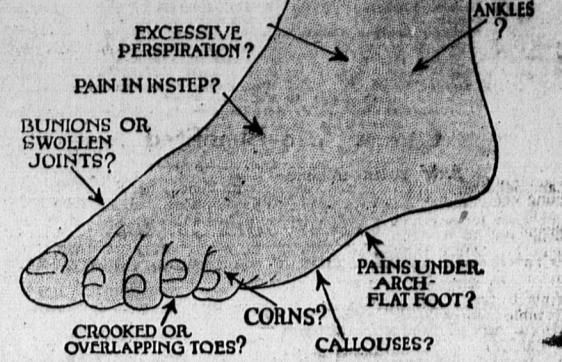 ANKLES
?
EXCESSIVE
PERSPIRATION?
PAIN IN INSTEP?
BUNIONS OR
SWOLLEN
JOINTS?
PAINS UNDER
ARCH-
FLAT FOOT?
CORNS?
CROOKED OR
OVERLAPPING TOES?
CALLOUSES?